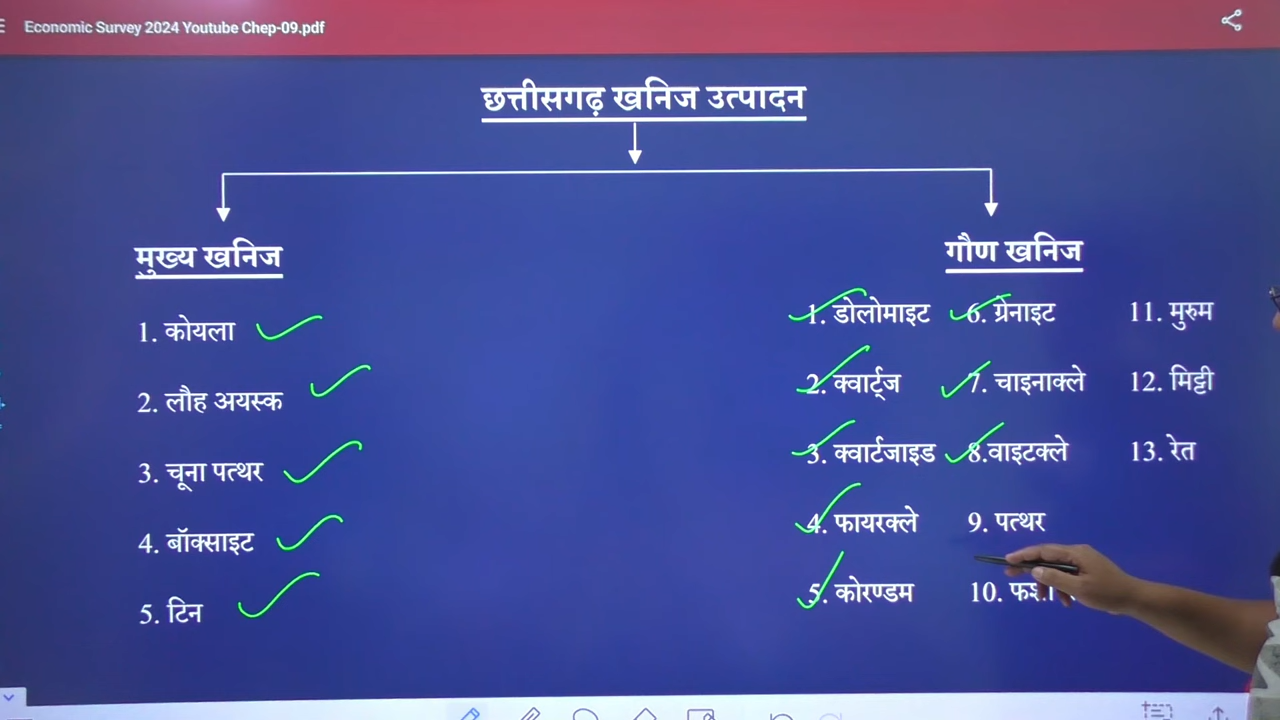 Economic Survey 2024 Youtube Chep-09.pdf
छत्तीसगढ़ खनिज उत्पादन
मुख्य खनिज
1. कोयला
2. लौह अयस्क
3. चूना पत्थर
4. बॉक्साइट
5. टिन
गौण खनिज
1. डोलोमाइट
2. क्वार्ट्ज
3. क्वार्टजाइड
4. फायरक्ले
5. कोरण्डम
6. ग्रेनाइट
7. चाइनाक्ले
8.वाइटक्ले
9. पत्थर
10.
11. मुरुम
12. मिट्टी
13. रेत